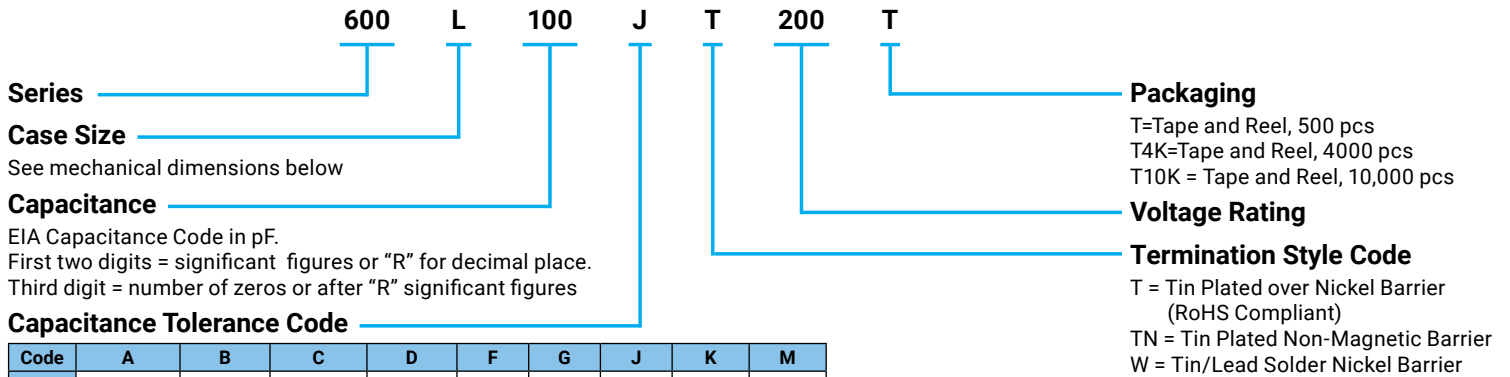 600 L 100 J T 200 T
Series
Case Size
See mechanical dimensions below
Capacitance
EIA Capacitance Code in pF.
First two digits = significant figures or “R” for decimal place.
Third digit = number of zeros or after “R” significant figures
Capacitance Tolerance Code
Code A B C D F G J K M
Packaging
T=Tape and Reel, 500 pcs
T4K=Tape and Reel, 4000 pcs
T10K = Tape and Reel, 10,000 pcs
Voltage Rating
Termination Style Code
T = Tin Plated over Nickel Barrier
(RoHS Compliant)
TN = Tin Plated Non-Magnetic Barrier
W = Tin/Lead Solder Nickel Barrier